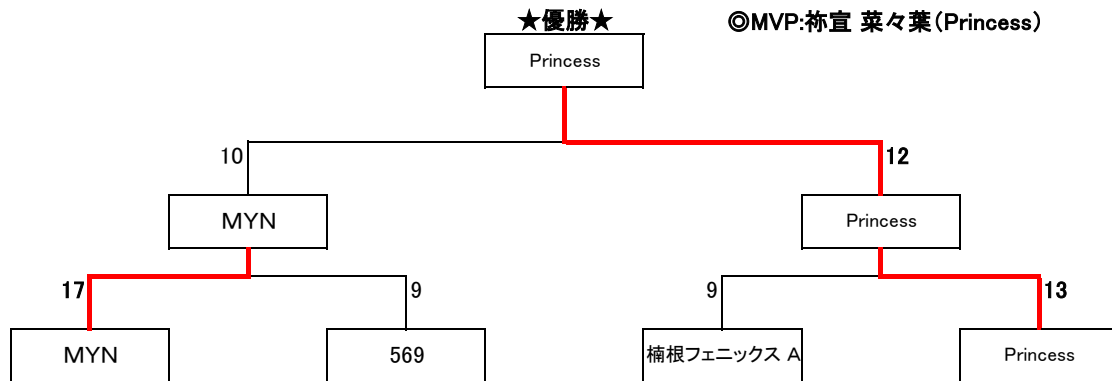 ★優勝★ ◎MVP:祢宜 菜々葉(Princess)
Princess
10 12
MYN Princess
17 9 9 13
MYN 569 楠根フェニックス A Princess